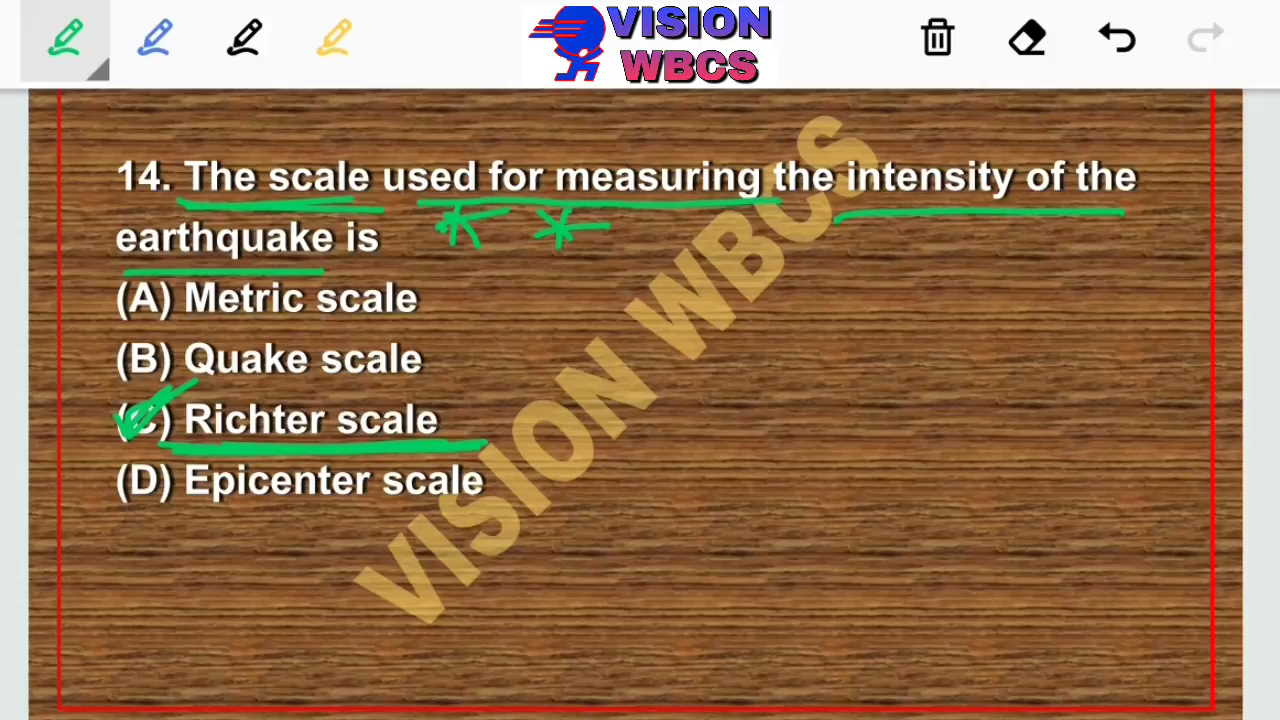 VISION
WBCS
14. The scale used for measuring the intensity of the
earthquake is
(A) Metric scale
(B) Quake scale
(C) Richter scale
(D) Epicenter scale
VISION WBCS